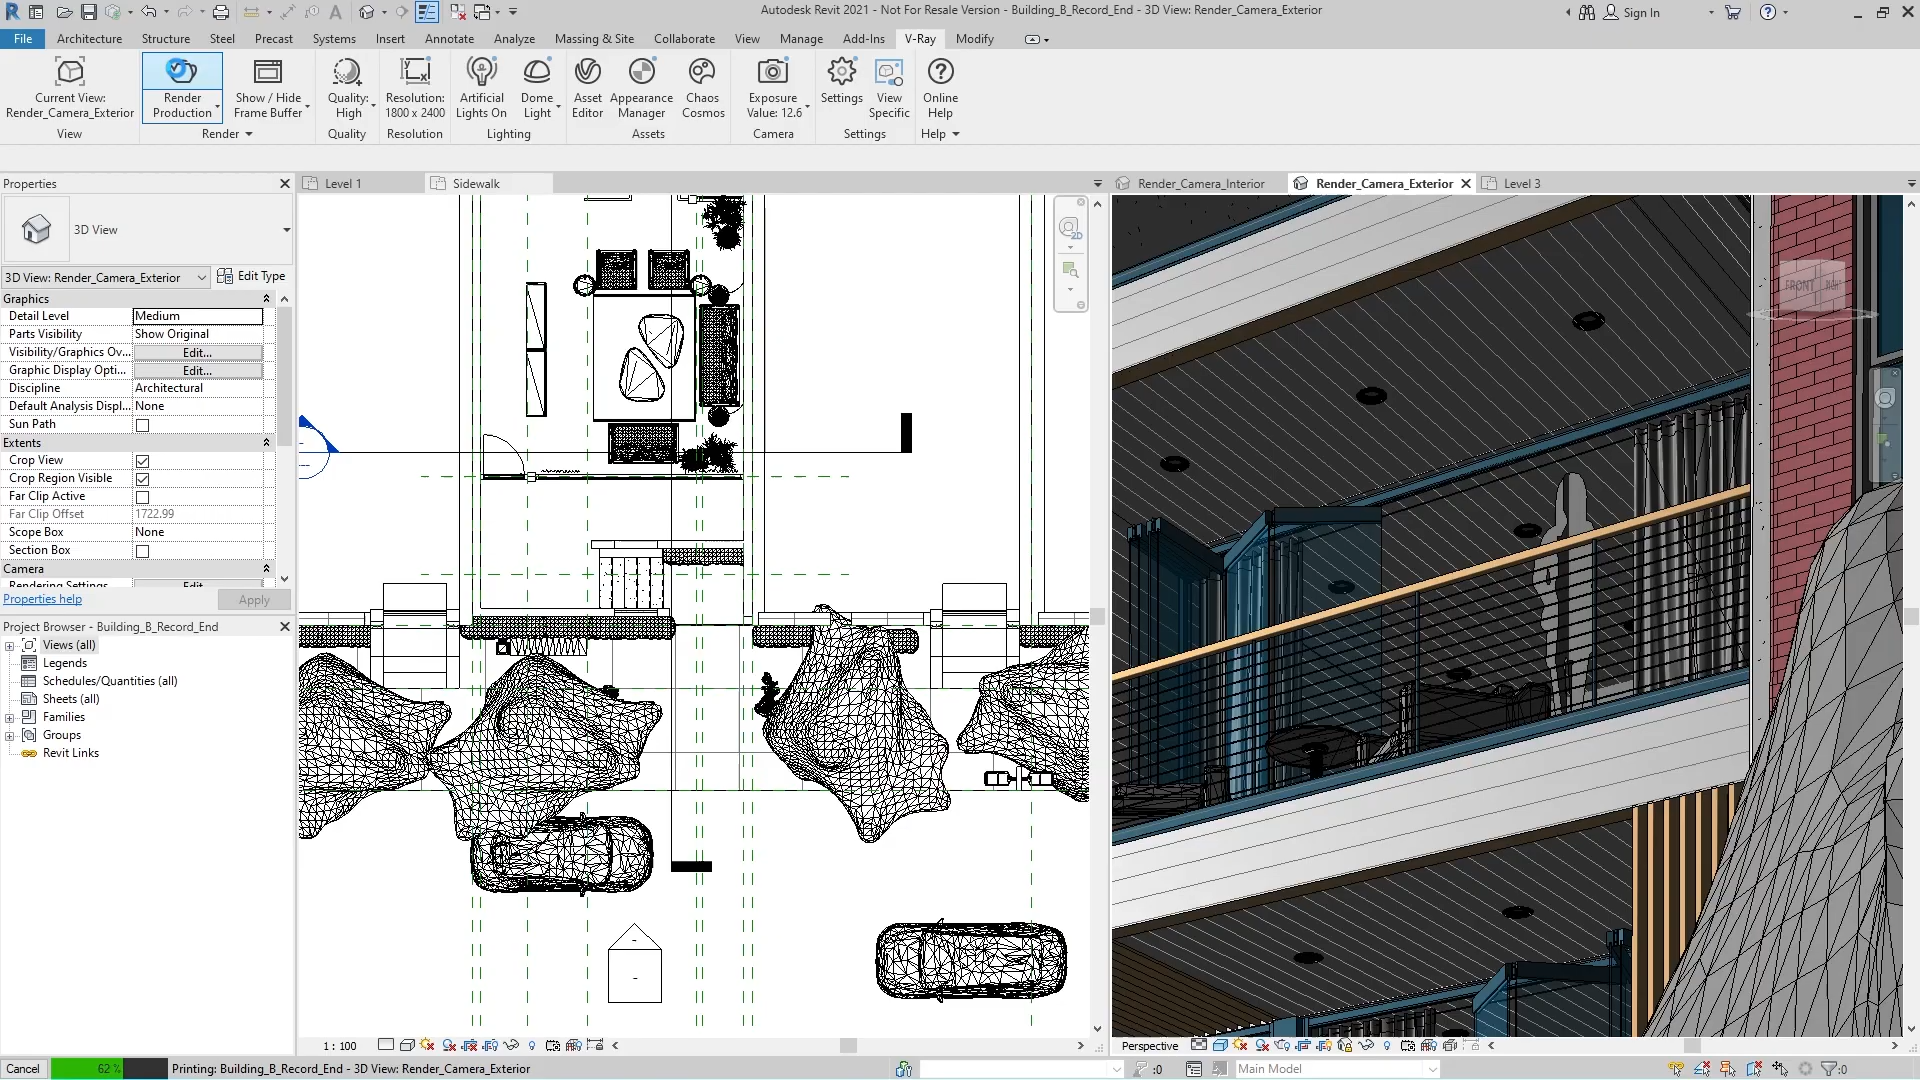 Autodesk Revit 2021 - Not For Resale Version - Building_B_Record_End - 3D View: Render_Camera_Exterior
Sign In
File Architecture Structure Steel Precast Systems Insert Annotate Analyze Massing & Site Collaborate View Manage Add-Ins V-Ray Modify
Current View:
Render_Camera_Exterior
View
Render
Production
Show / Hide
Frame Buffer
Render
Quality:
High
Quality
Resolution:
1800 x 2400
Resolution
Artificial
Lights On
Dome
Light
Lighting
Asset
Editor
Appearance
Manager
Chaos
Cosmos
Assets
Exposure
Value: 12.6
Camera
Settings
View
Specific
Settings
Online
Help
Help
Properties
Level 1
Sidewalk
Render_Camera_Interior
Render_Camera_Exterior
Level 3
3D View
3D View: Render_Camera_Exterior
Edit Type
Graphics
Detail Level Medium
Parts Visibility Show Original
Visibility/Graphics Ov... Edit...
Graphic Display Opti... Edit...
Discipline Architectural
Default Analysis Displ... None
Sun Path
Extents
Crop View
Crop Region Visible
Far Clip Active
Far Clip Offset 1722.99
Scope Box None
Section Box
Camera
Rendering Settings Edit...
Properties help
Apply
Project Browser - Building_B_Record_End
Views (all)
Legends
Schedules/Quantities (all)
Sheets (all)
Families
Groups
Revit Links
2D
FRONT
1 : 100
Perspective
Cancel
62 %
Printing: Building_B_Record_End - 3D View: Render_Camera_Exterior
:0
Main Model
:0